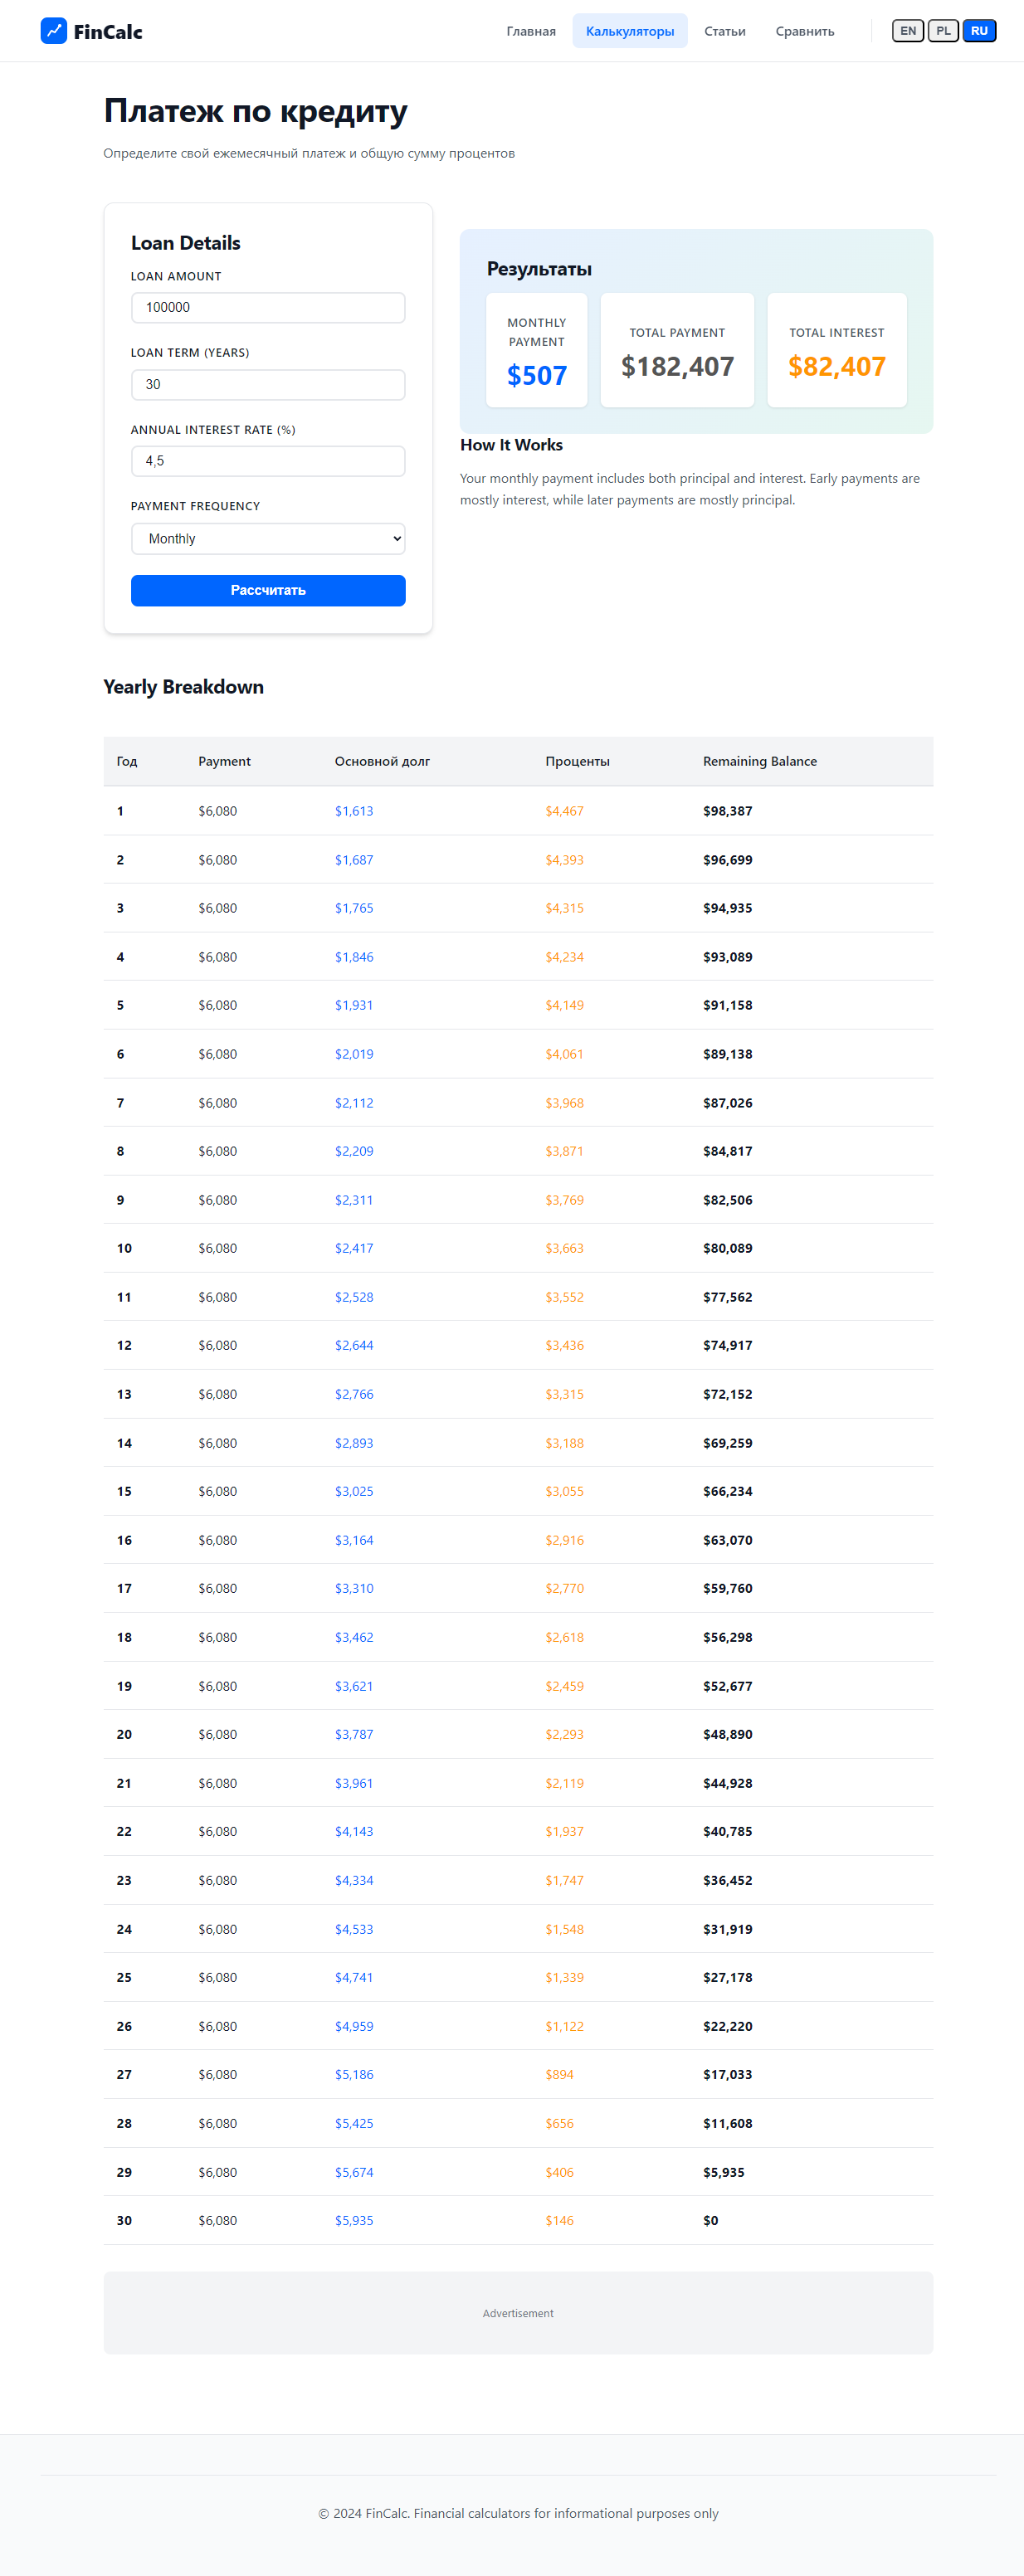 FinCalc
Главная Калькуляторы Статьи Сравнить EN PL RU
Платеж по кредиту
Определите свой ежемесячный платеж и общую сумму процентов
Loan Details
LOAN AMOUNT
100000
LOAN TERM (YEARS)
30
ANNUAL INTEREST RATE (%)
4,5
PAYMENT FREQUENCY
Monthly
Рассчитать
Результаты
MONTHLY
PAYMENT
$507
TOTAL PAYMENT
$182,407
TOTAL INTEREST
$82,407
How It Works
Your monthly payment includes both principal and interest. Early payments are
mostly interest, while later payments are mostly principal.
Yearly Breakdown
Год Payment Основной долг Проценты Remaining Balance
1 $6,080 $1,613 $4,467 $98,387
2 $6,080 $1,687 $4,393 $96,699
3 $6,080 $1,765 $4,315 $94,935
4 $6,080 $1,846 $4,234 $93,089
5 $6,080 $1,931 $4,149 $91,158
6 $6,080 $2,019 $4,061 $89,138
7 $6,080 $2,112 $3,968 $87,026
8 $6,080 $2,209 $3,871 $84,817
9 $6,080 $2,311 $3,769 $82,506
10 $6,080 $2,417 $3,663 $80,089
11 $6,080 $2,528 $3,552 $77,562
12 $6,080 $2,644 $3,436 $74,917
13 $6,080 $2,766 $3,315 $72,152
14 $6,080 $2,893 $3,188 $69,259
15 $6,080 $3,025 $3,055 $66,234
16 $6,080 $3,164 $2,916 $63,070
17 $6,080 $3,310 $2,770 $59,760
18 $6,080 $3,462 $2,618 $56,298
19 $6,080 $3,621 $2,459 $52,677
20 $6,080 $3,787 $2,293 $48,890
21 $6,080 $3,961 $2,119 $44,928
22 $6,080 $4,143 $1,937 $40,785
23 $6,080 $4,334 $1,747 $36,452
24 $6,080 $4,533 $1,548 $31,919
25 $6,080 $4,741 $1,339 $27,178
26 $6,080 $4,959 $1,122 $22,220
27 $6,080 $5,186 $894 $17,033
28 $6,080 $5,425 $656 $11,608
29 $6,080 $5,674 $406 $5,935
30 $6,080 $5,935 $146 $0
Advertisement
© 2024 FinCalc. Financial calculators for informational purposes only